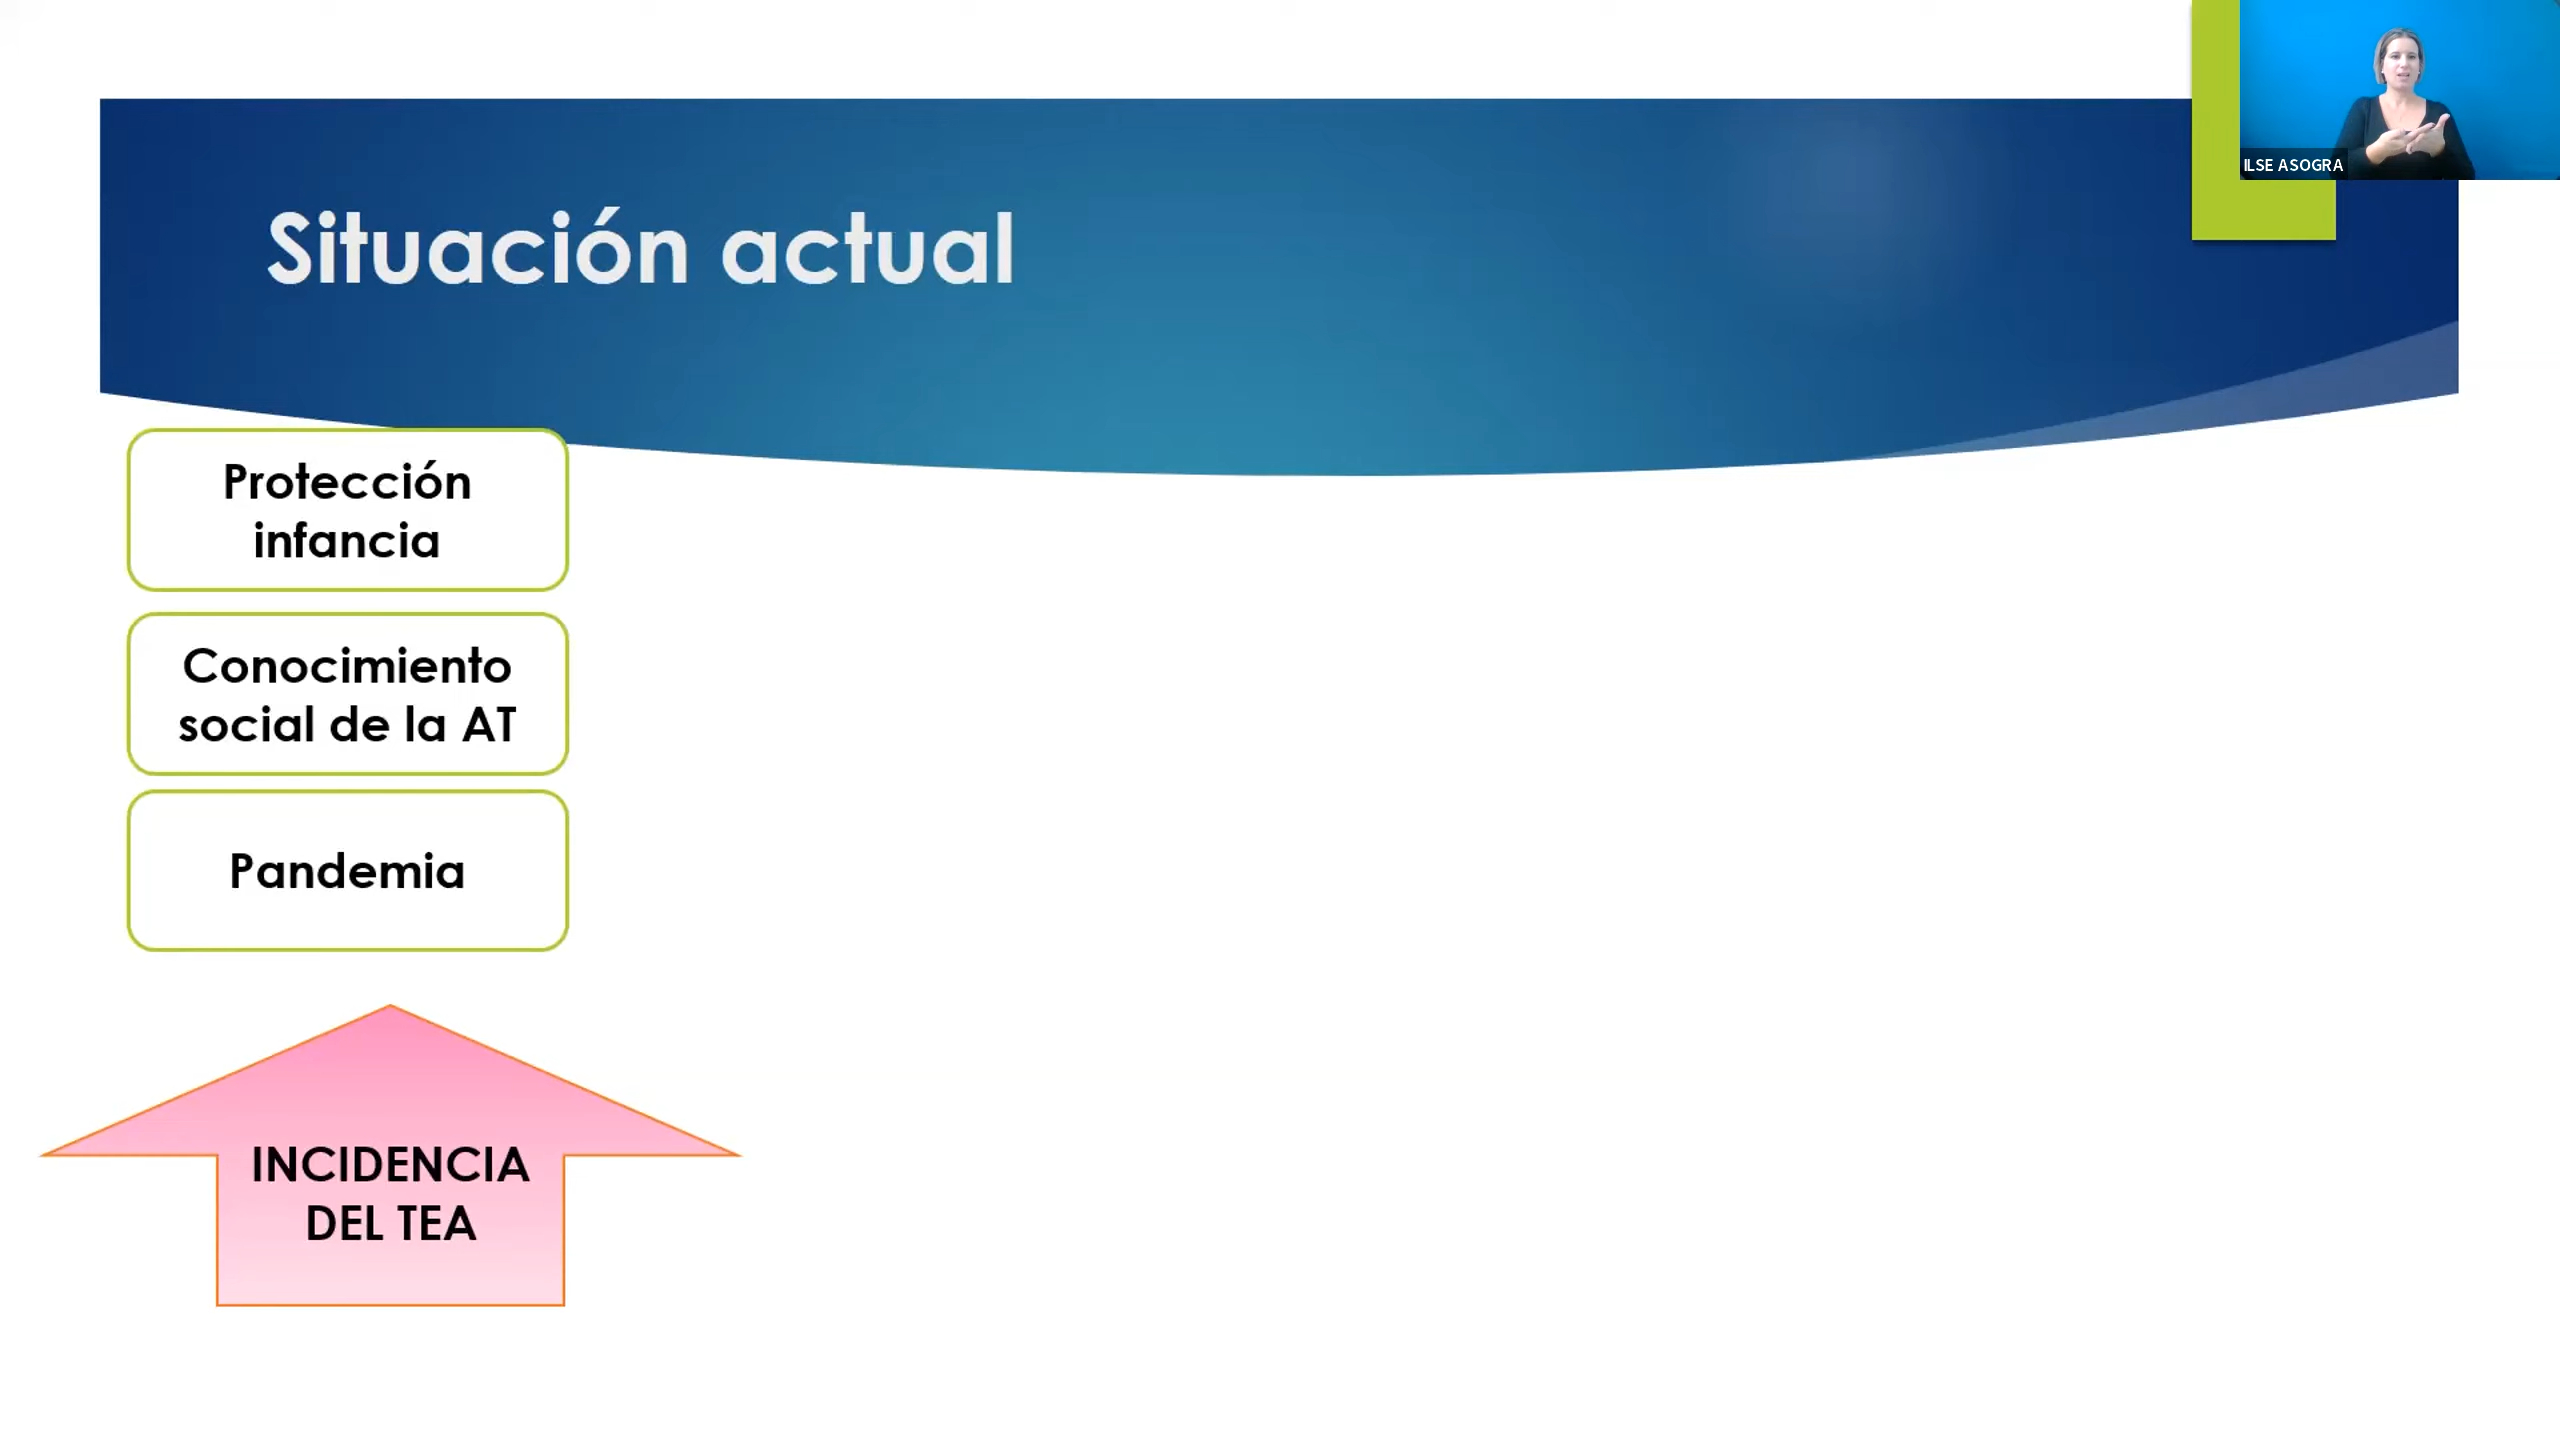 ILSE ASOGRA
Situación actual
Protección
infancia
Conocimiento
social de la AT
Pandemia
INCIDENCIA
DEL TEA